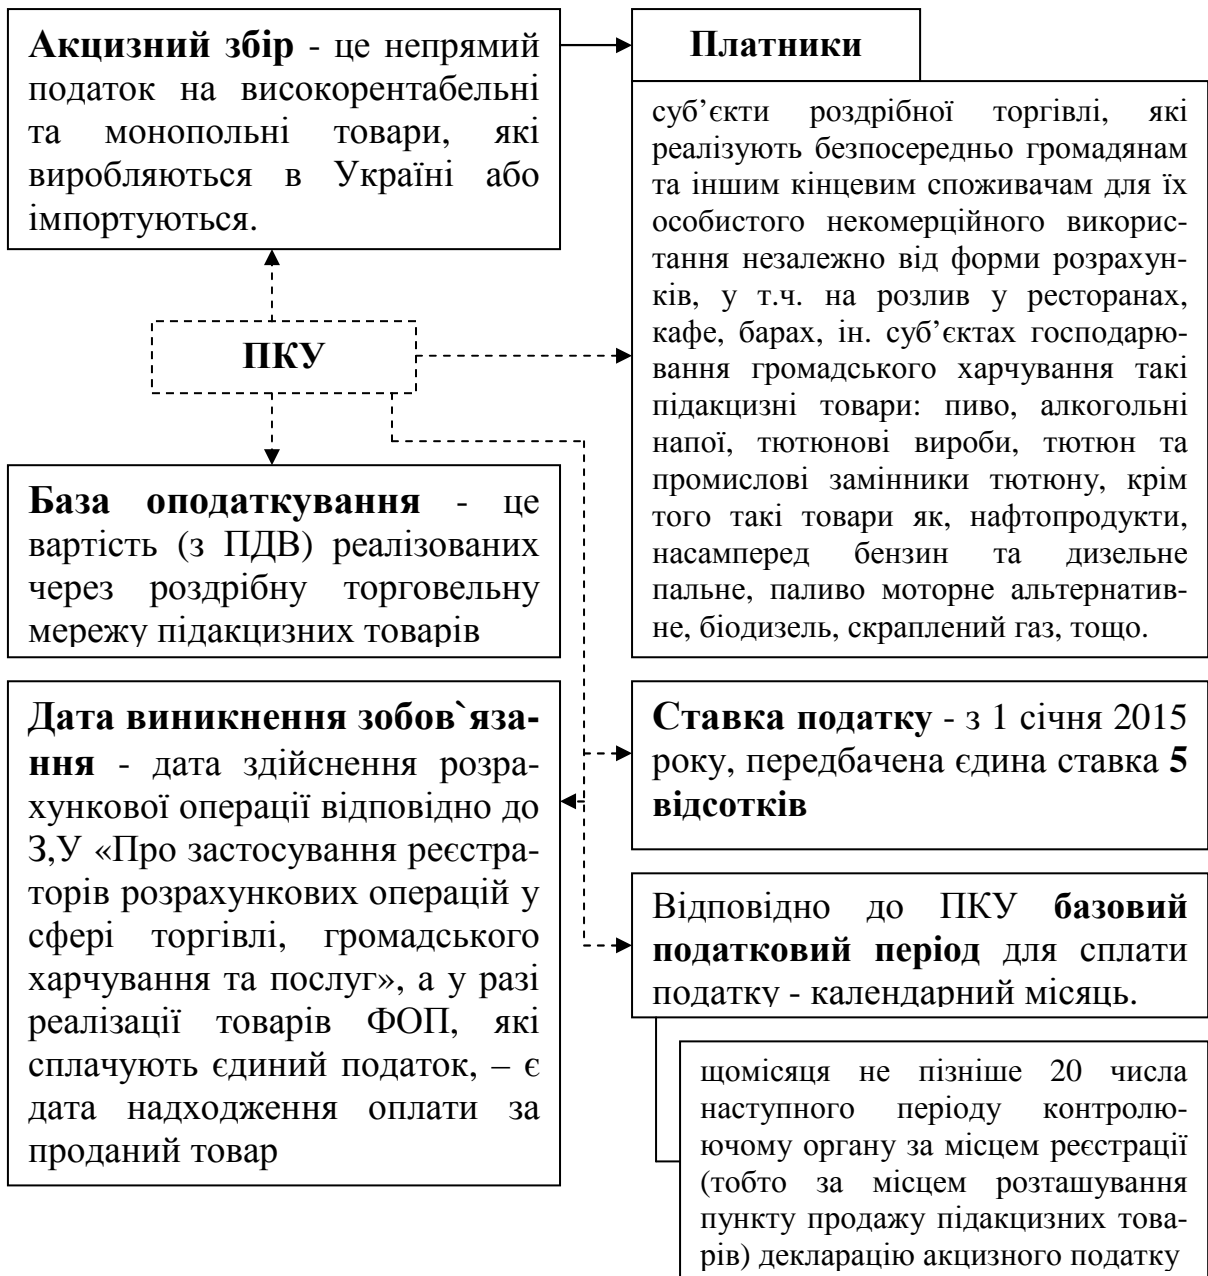 Акцизний збір - це непрямий
податок на високорентабельні
та монопольні товари, які
виробляються в Україні або
імпортуються.
Платники
суб’єкти роздрібної торгівлі, які
реалізують безпосередньо громадянам
та іншим кінцевим споживачам для їх
особистого некомерційного викорис-
тання незалежно від форми розрахун-
ків, у т.ч. на розлив у ресторанах,
кафе, барах, ін. суб’єктах господарю-
вання громадського харчування такі
підакцизні товари: пиво, алкогольні
напої, тютюнові вироби, тютюн та
промислові замінники тютюну, крім
того такі товари як, нафтопродукти,
насамперед бензин та дизельне
пальне, паливо моторне альтернатив-
не, біодизель, скраплений газ, тощо.
ПКУ
База оподаткування - це
вартість (з ПДВ) реалізованих
через роздрібну торговельну
мережу підакцизних товарів
Дата виникнення зобов`яза-
ння - дата здійснення розра-
хункової операції відповідно до
З,У «Про застосування реєстра-
торів розрахункових операцій у
сфері торгівлі, громадського
харчування та послуг», а у разі
реалізації товарів ФОП, які
сплачують єдиний податок, – є
дата надходження оплати за
проданий товар
Ставка податку - з 1 січня 2015
року, передбачена єдина ставка 5
відсотків
Відповідно до ПКУ базовий
податковий період для сплати
податку - календарний місяць.
щомісяця не пізніше 20 числа
наступного періоду контролю-
ючому органу за місцем реєстрації
(тобто за місцем розташування
пункту продажу підакцизних това-
рів) декларацію акцизного податку